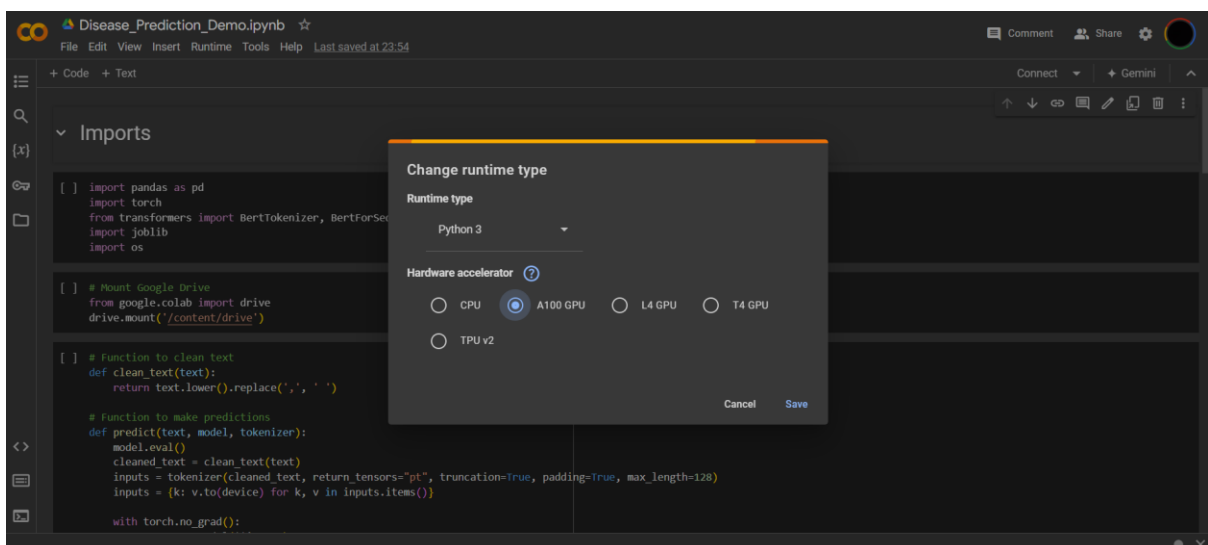 Disease_Prediction_Demo.ipynb
File Edit View Insert Runtime Tools Help Last saved at 23:54
Comment Share
+ Code + Text
Connect Gemini
Imports
[ ] import pandas as pd
import torch
from transformers import BertTokenizer,
import joblib
import os
[ ] # Mount Google Drive
from google.colab import drive
drive.mount('/content/drive')
[ ] # Function to clean text
def clean_text(text):
return text.lower().replace(',', ' ')
# Function to make predictions
def predict(text, model, tokenizer):
model.eval()
cleaned_text = clean_text(text)
inputs = tokenizer(cleaned_text, return_tensors="pt", truncation=True, padding=True, max_length=128)
inputs = {k: v.to(device) for k, v in inputs.items()}
with torch.no_grad():
Change runtime type
Runtime type
Python 3
Hardware accelerator
CPU A100 GPU L4 GPU T4 GPU
TPU v2
Cancel Save